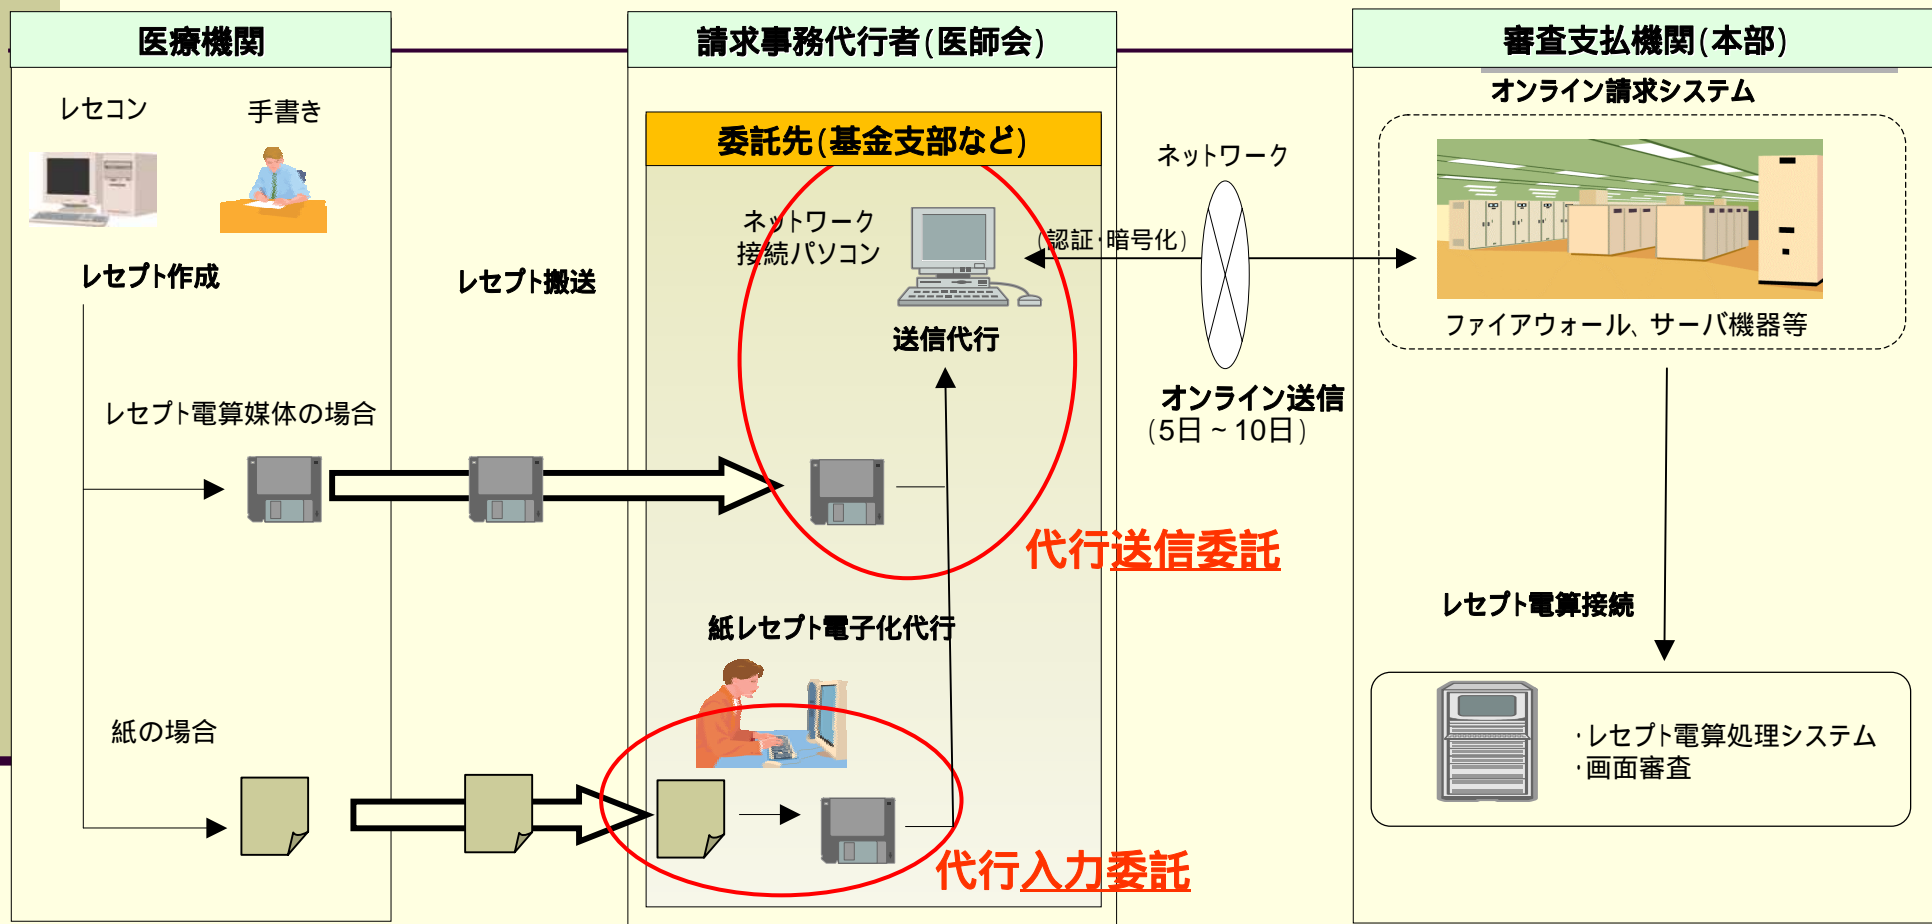 医療機関
レセコン
手書き
レセプト作成
レセプト電算媒体の場合
紙の場合
レセプト搬送
請求事務代行者(医師会)
委託先(基金支部など)
ネットワーク
接続パソコン
送信代行
代行送信委託
紙レセプト電子化代行
代行入力委託
ネットワーク
(認証・暗号化)
オンライン送信
(5日~10日)
審査支払機関(本部)
オンライン請求システム
ファイアウォール、サーバ機器等
レセプト電算接続
・レセプト電算処理システム
・画面審査